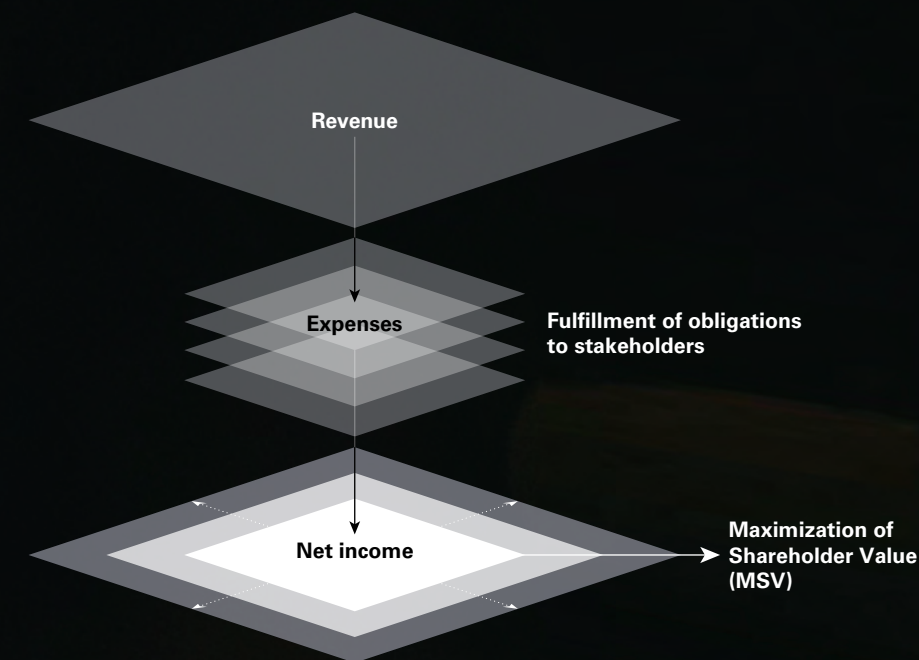 Revenue
Expenses
Fulfillment of obligations
to stakeholders
Net income
Maximization of
Shareholder Value
(MSV)